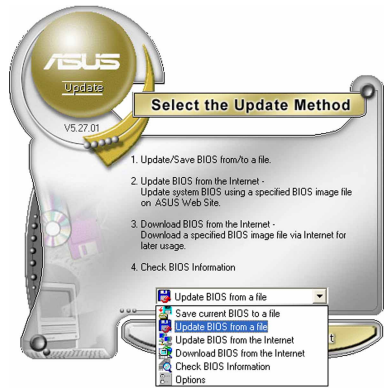 ASUS
Update
V5.27.01
Select the Update Method
1. Update/Save BIOS from/to a file.
2. Update BIOS from the Internet -
Update system BIOS using a specified BIOS image file
on ASUS Web Site.
3. Download BIOS from the Internet -
Download a specified BIOS image file via Internet for
later usage.
4. Check BIOS Information
Update BIOS from a file
Save current BIOS to a file
Update BIOS from a file
Update BIOS from the Internet
Download BIOS from the Internet
Check BIOS Information
Options
t